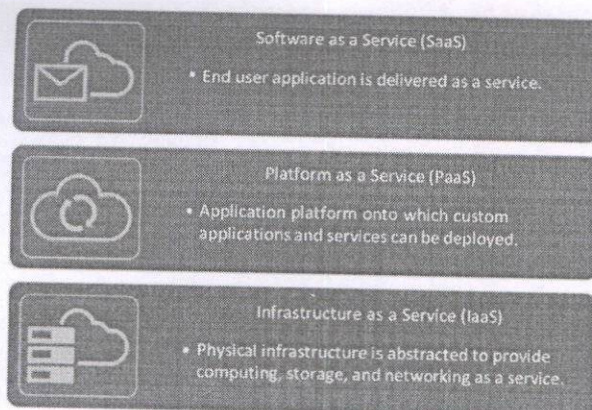 Software as a Service (SaaS)
• End user application is delivered as a service.
Platform as a Service (PaaS)
• Application platform onto which custom
applications and services can be deployed.
Infrastructure as a Service (IaaS)
• Physical infrastructure is abstracted to provide
computing, storage, and networking as a service.